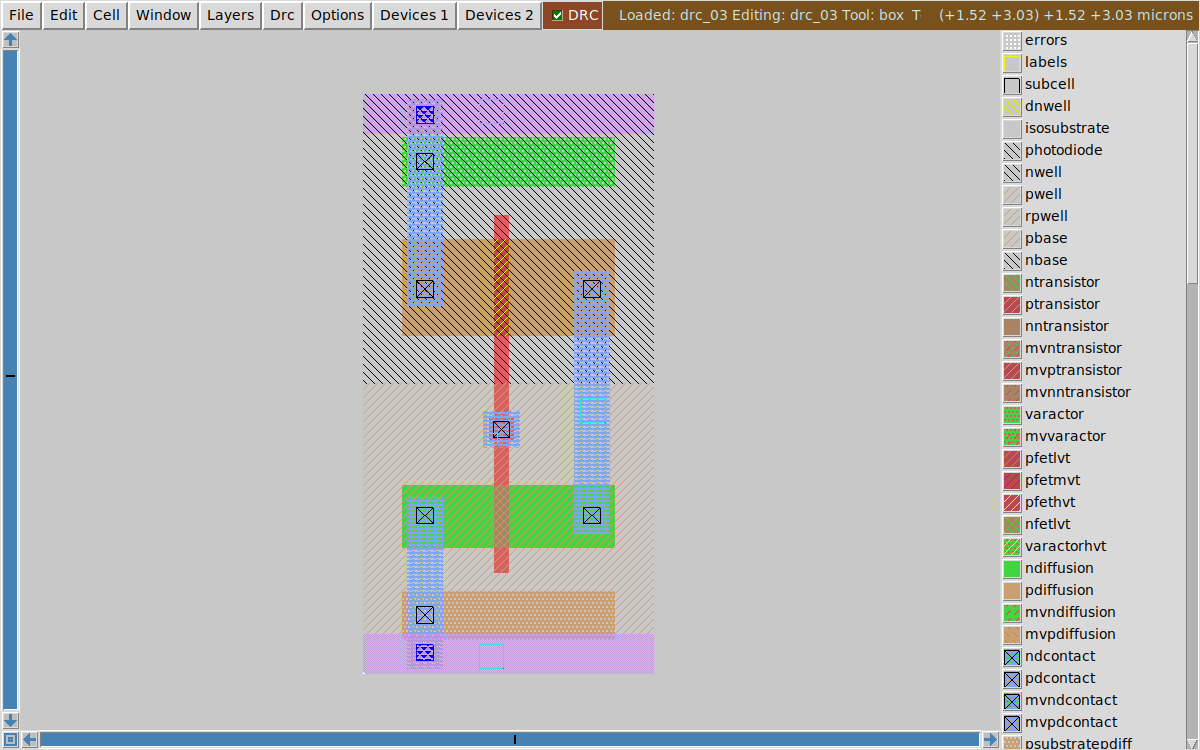 File Edit Cell Window Layers Drc Options Devices 1 Devices 2 DRC Loaded: drc_03 Editing: drc_03 Tool: box (+1.52 +3.03) +1.52 +3.03 microns
errors
labels
subcell
dnwell
isosubstrate
photodiode
nwell
pwell
rpwell
pbase
nbase
ntransistor
ptransistor
nntransistor
mvntransistor
mvptransistor
mvnntransistor
varactor
mvvaractor
pfetlvt
pfetmvt
pfethvt
nfetlvt
varactorhvt
ndiffusion
pdiffusion
mvndiffusion
mvpdiffusion
ndcontact
pdcontact
mvndcontact
mvpdcontact
psubstratepdiff